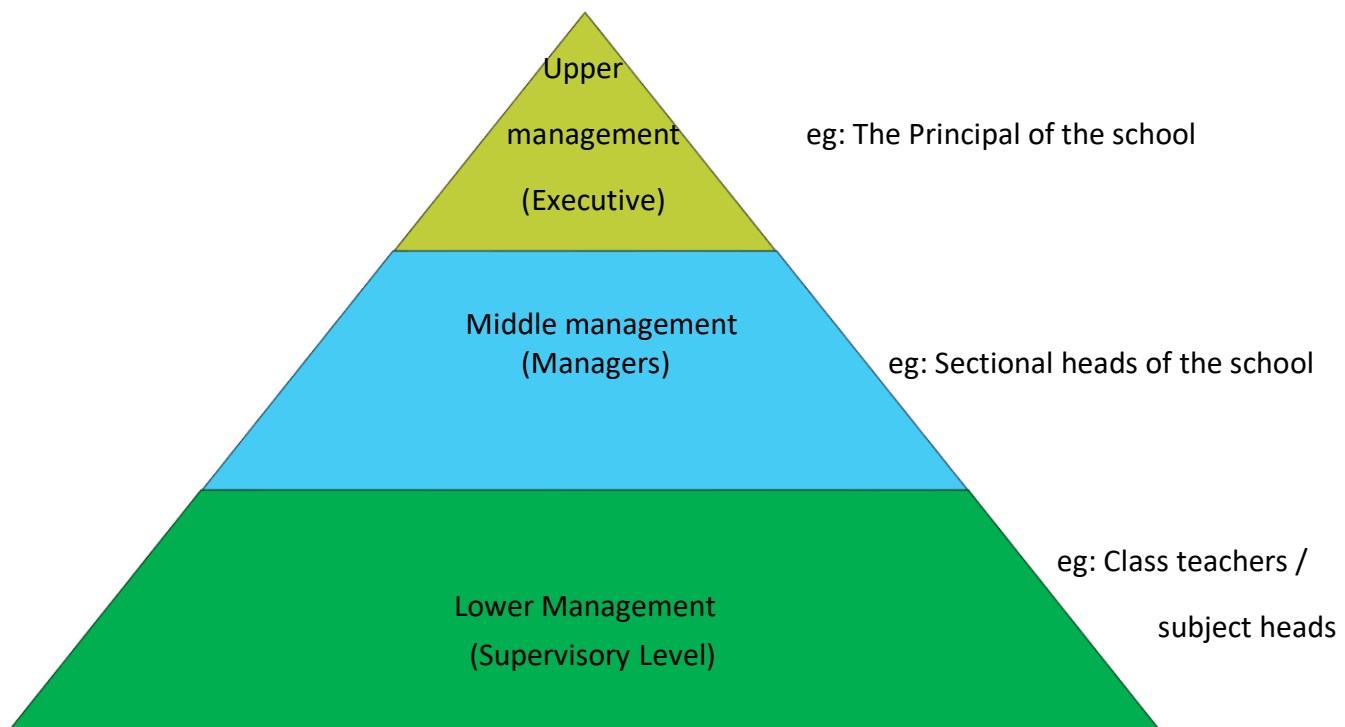 Upper
management
(Executive)
eg: The Principal of the school
Middle management
(Managers)
eg: Sectional heads of the school
Lower Management
(Supervisory Level)
eg: Class teachers /
subject heads